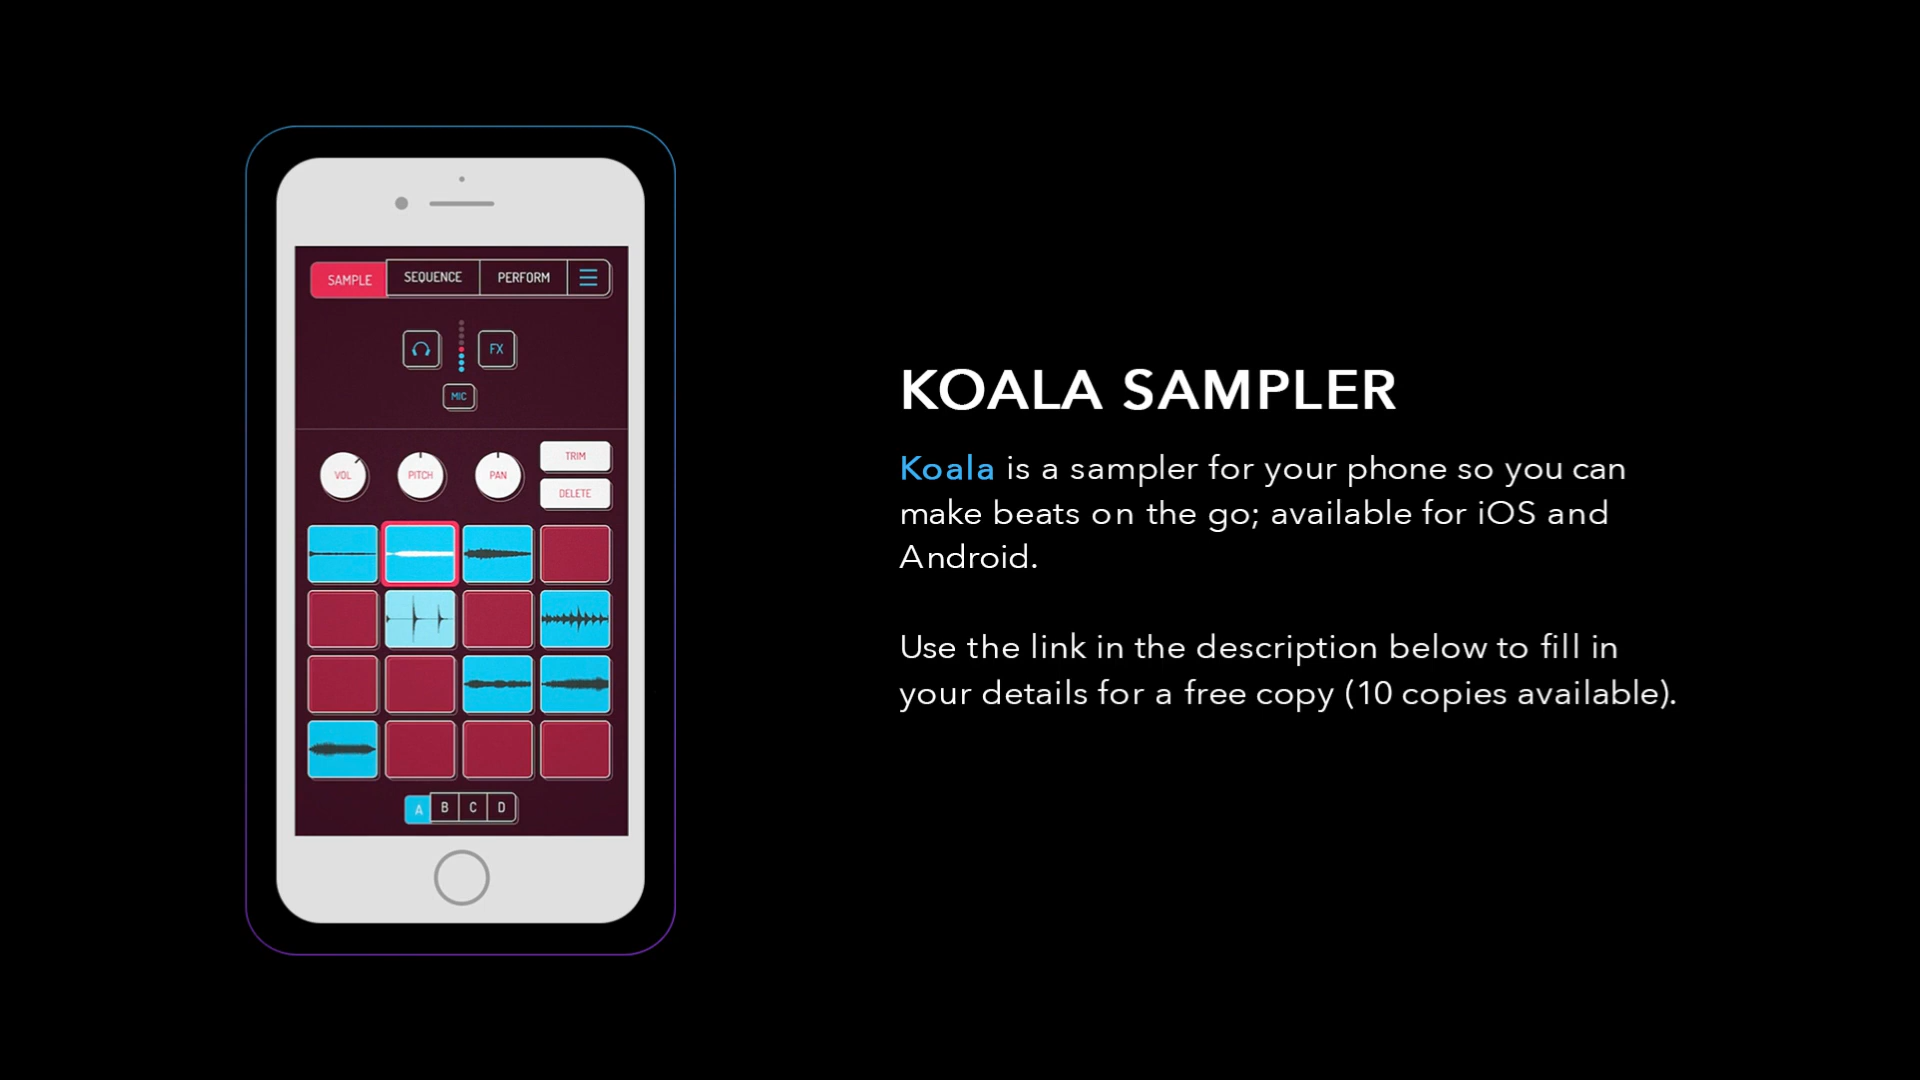 SAMPLE SEQUENCE PERFORM
FX
MIC
VOL PITCH PAN TRIM
DELETE
A B C D
KOALA SAMPLER
Koala is a sampler for your phone so you can
make beats on the go; available for iOS and
Android.
Use the link in the description below to fill in
your details for a free copy (10 copies available).